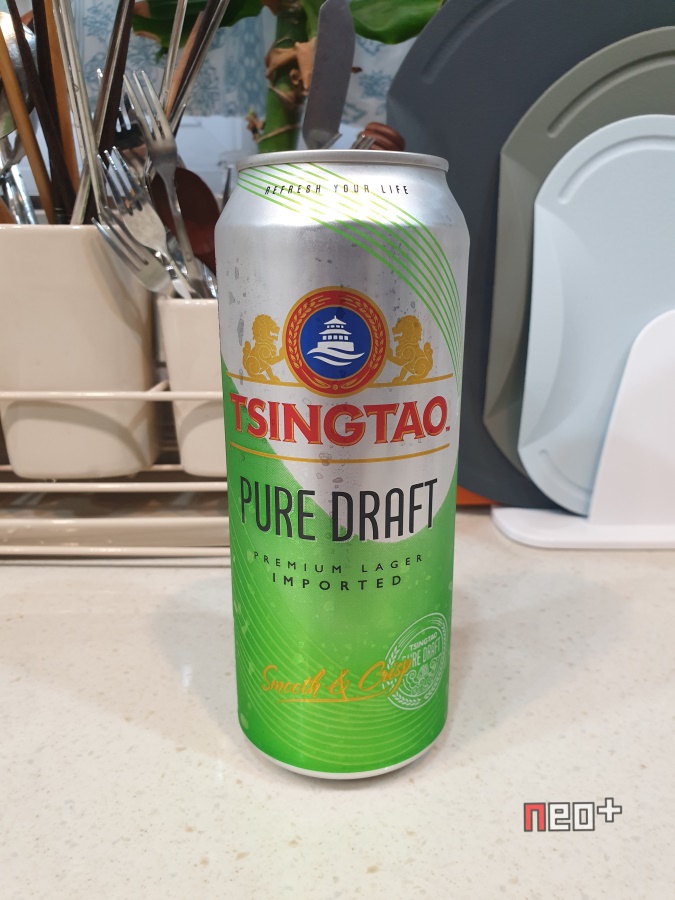 REFRESH YOUR LIFE
TSINGTAO
PURE DRAFT
PREMIUM LAGER
IMPORTED
TSINGTAO
PURE DRAFT
Smooth & Crisp
neo+